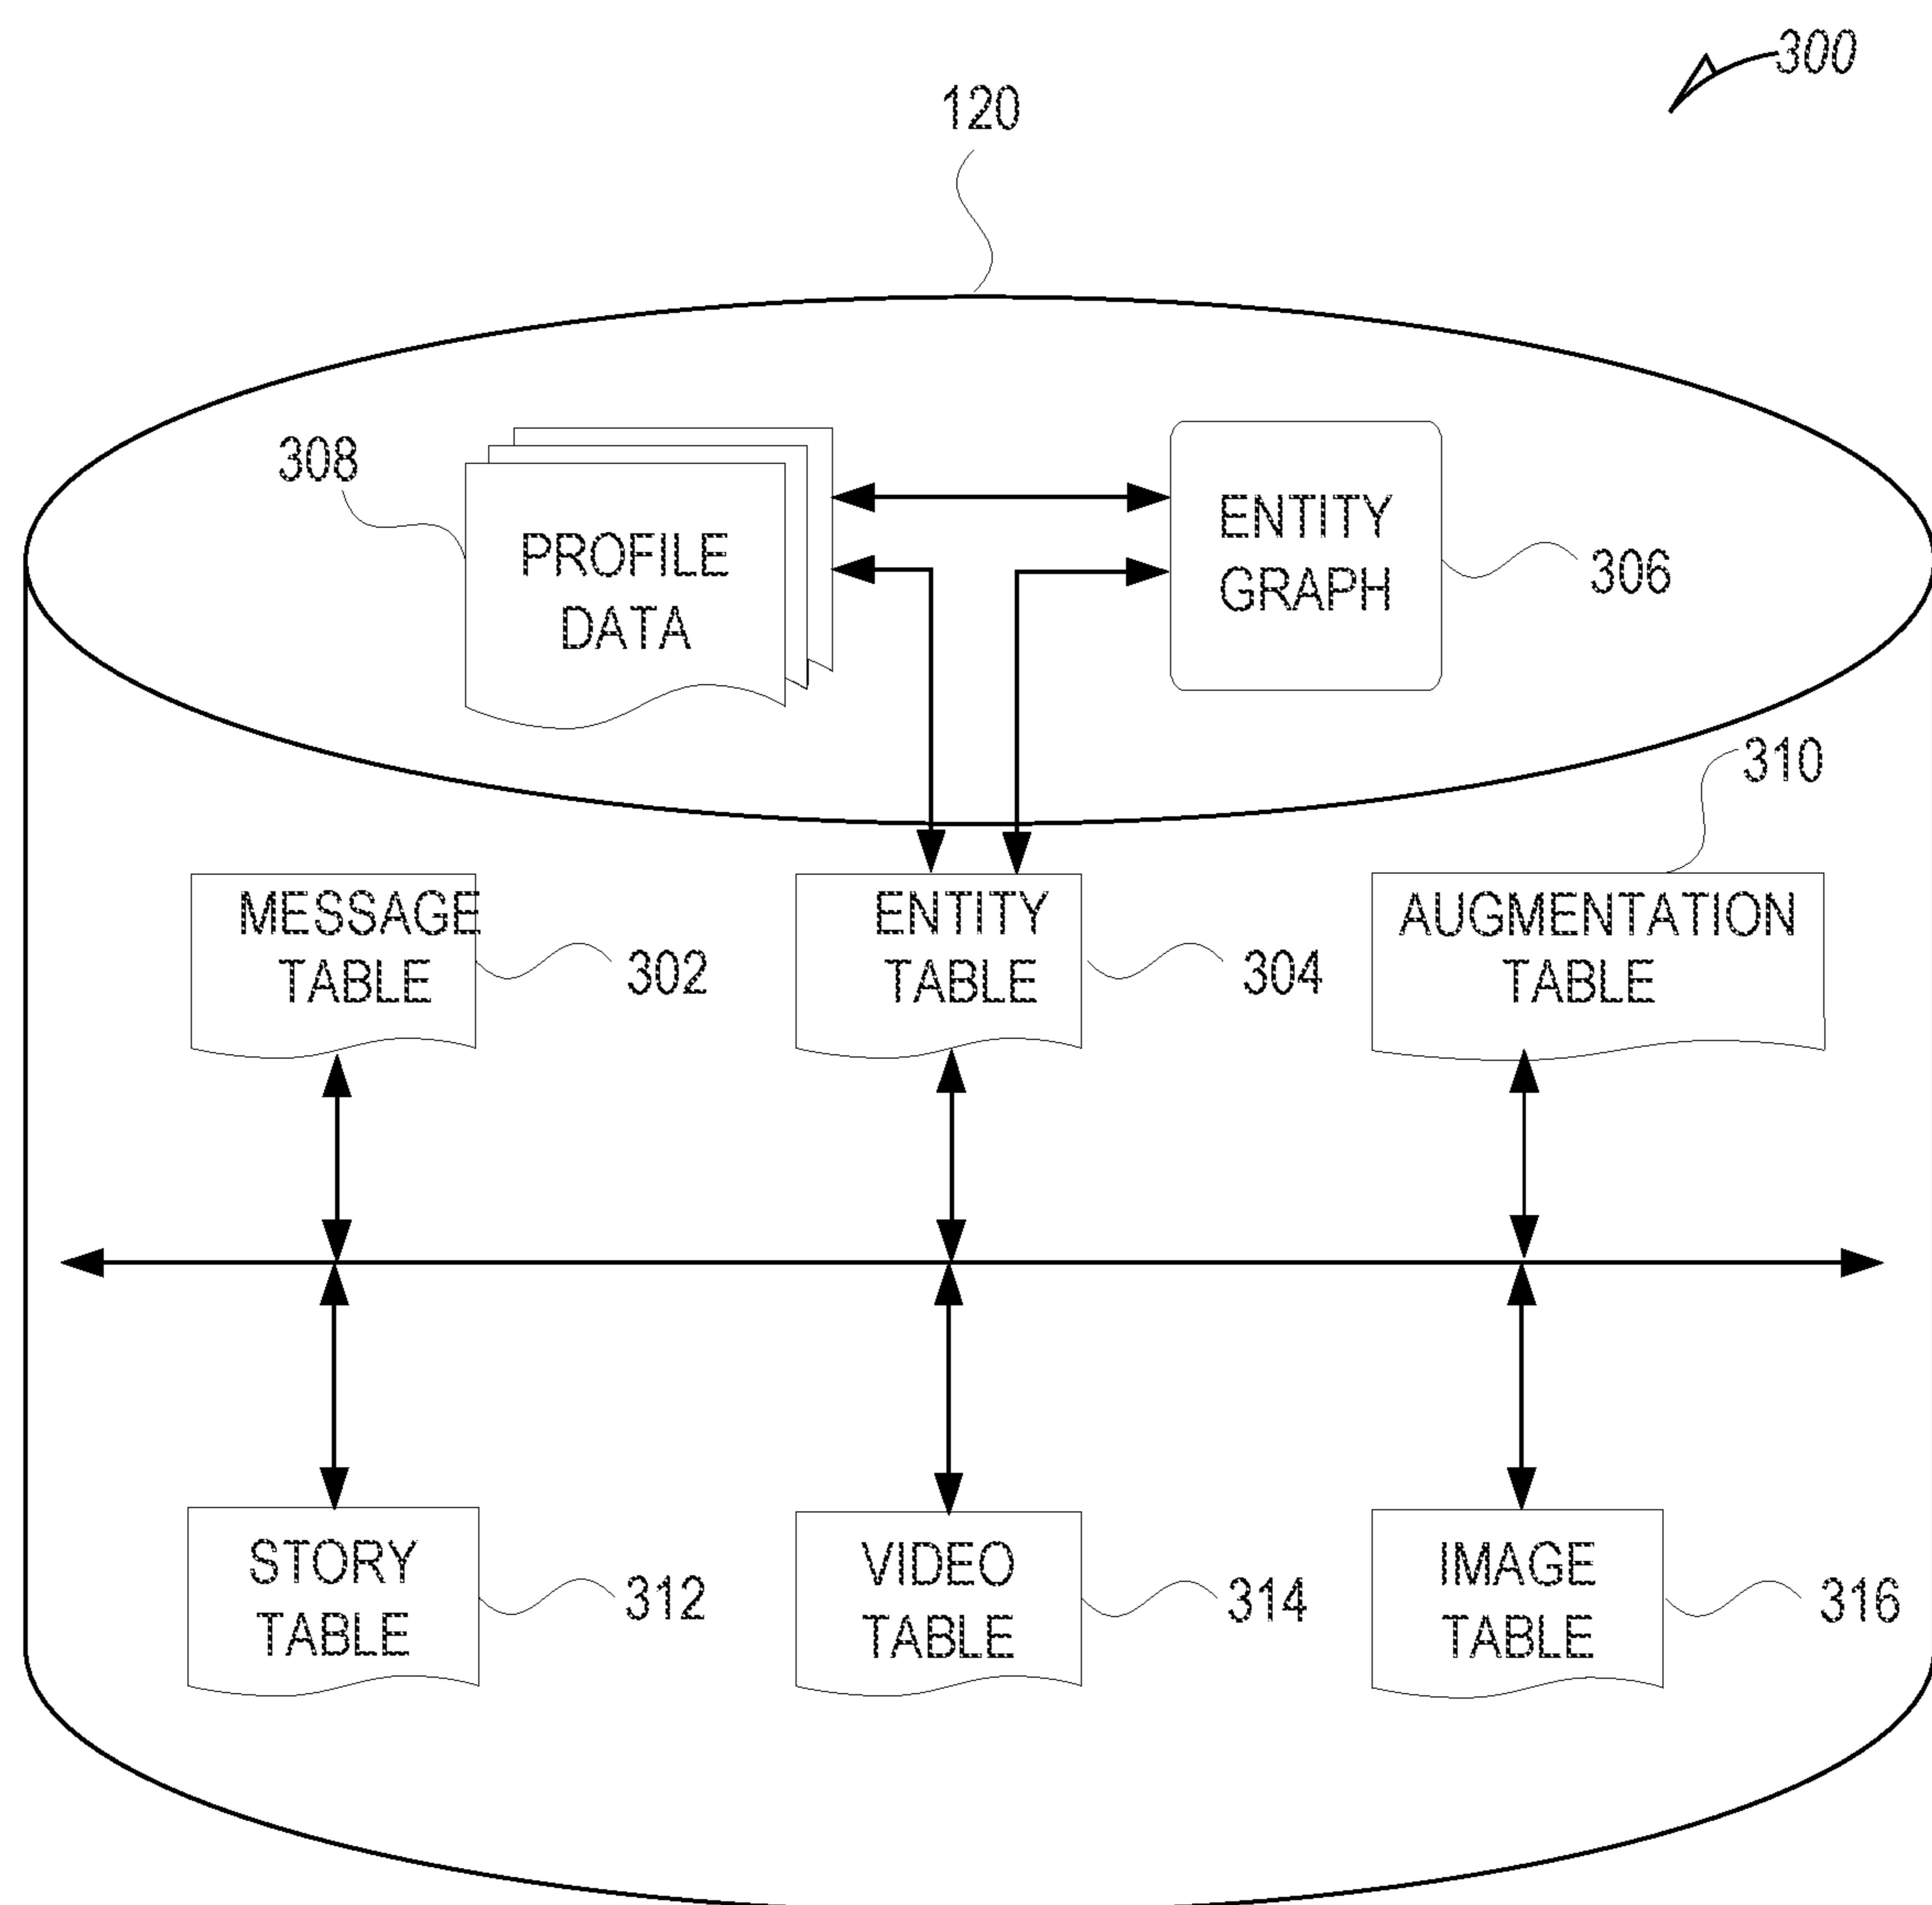 300
120
308
PROFILE
DATA
ENTITY
GRAPH
306
310
MESSAGE
TABLE
302
ENTITY
TABLE
304
AUGMENTATION
TABLE
STORY
TABLE
312
VIDEO
TABLE
314
IMAGE
TABLE
316